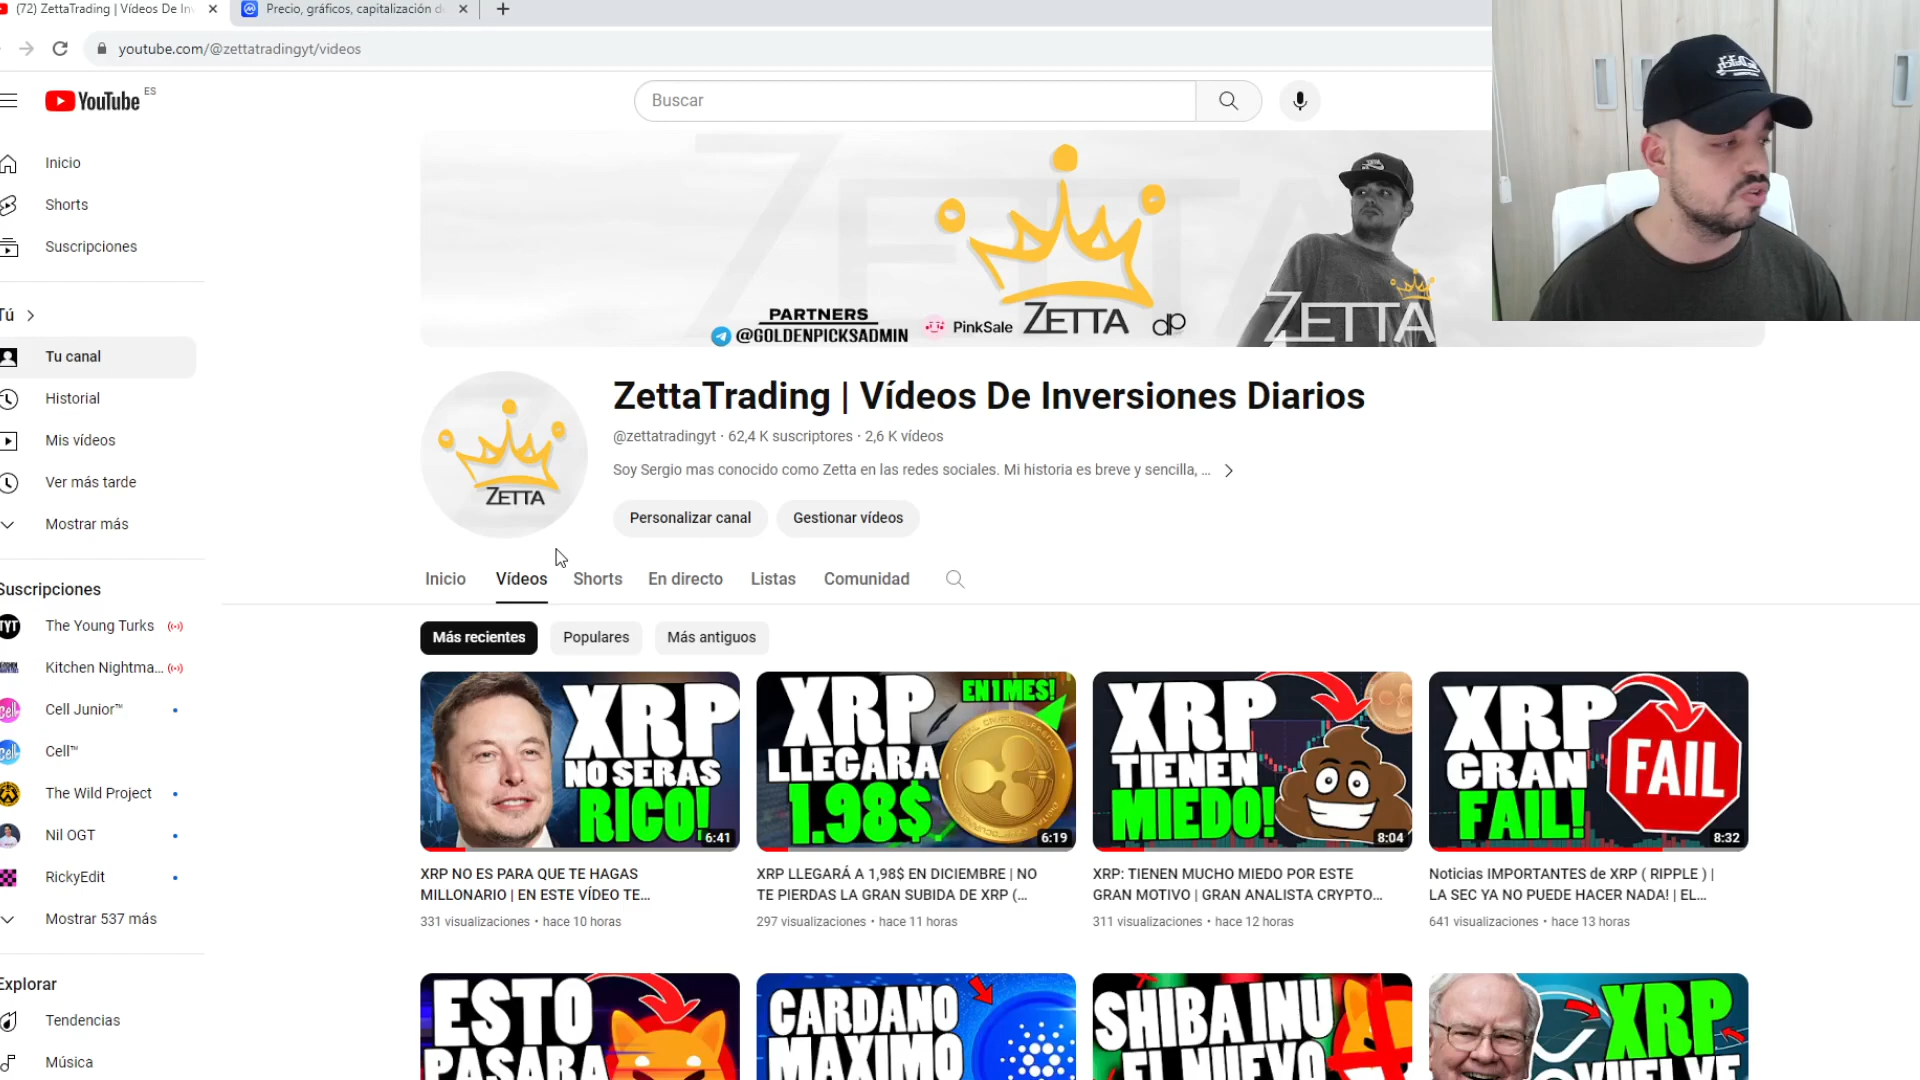 (72) ZettaTrading | Vídeos De In
Precio, gráficos, capitalización d
youtube.com/@zettatradingyt/videos
YouTube ES
Buscar
Inicio
Shorts
Suscripciones
Tú
Tu canal
Historial
Mis vídeos
Ver más tarde
Mostrar más
Suscripciones
The Young Turks
Kitchen Nightma...
Cell Junior™
Cell™
The Wild Project
Nil OGT
RickyEdit
Mostrar 537 más
Explorar
Tendencias
Música
ZETTA
PARTNERS
@GOLDENPICKSADMIN
PinkSale
ZETTA
dp
ZETTA
ZETTA
ZettaTrading | Vídeos De Inversiones Diarios
@zettatradingyt · 62,4 K suscriptores · 2,6 K vídeos
Soy Sergio mas conocido como Zetta en las redes sociales. Mi historia es breve y sencilla, ...
Personalizar canal
Gestionar vídeos
Inicio
Vídeos
Shorts
En directo
Listas
Comunidad
Más recientes
Populares
Más antiguos
XRP
NO SERAS
RICO!
6:41
XRP
LLEGARA
1.98$
EN 1 MES!
6:19
XRP
TIENEN
MIEDO!
8:04
XRP
GRAN
FAIL!
FAIL
8:32
XRP NO ES PARA QUE TE HAGAS
MILLONARIO | EN ESTE VÍDEO TE...
331 visualizaciones • hace 10 horas
XRP LLEGARÁ A 1,98$ EN DICIEMBRE | NO
TE PIERDAS LA GRAN SUBIDA DE XRP (...
297 visualizaciones • hace 11 horas
XRP: TIENEN MUCHO MIEDO POR ESTE
GRAN MOTIVO | GRAN ANALISTA CRYPTO...
311 visualizaciones • hace 12 horas
Noticias IMPORTANTES de XRP ( RIPPLE ) |
LA SEC YA NO PUEDE HACER NADA! | EL...
641 visualizaciones • hace 13 horas
ESTO
PASARA
CARDANO
MAXIMO
SHIBA INU
EL NUEVO
XRP
VUELVE